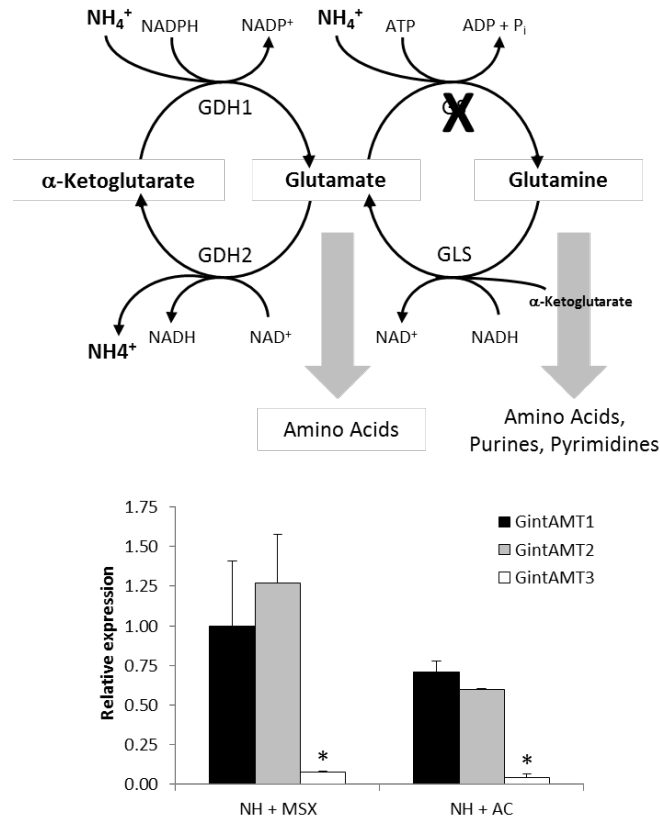 NH4+ NADPH NADP+ NH4+ ATP ADP + Pi
GDH1
α-Ketoglutarate Glutamate Glutamine
GDH2 GLS
α-Ketoglutarate
NH4+ NADH NAD+ NAD+ NADH
Amino Acids
Amino Acids,
Purines, Pyrimidines
Relative expression
1.75
1.50
1.25
1.00
0.75
0.50
0.25
0.00
GintAMT1
GintAMT2
GintAMT3
* *
NH + MSX NH + AC